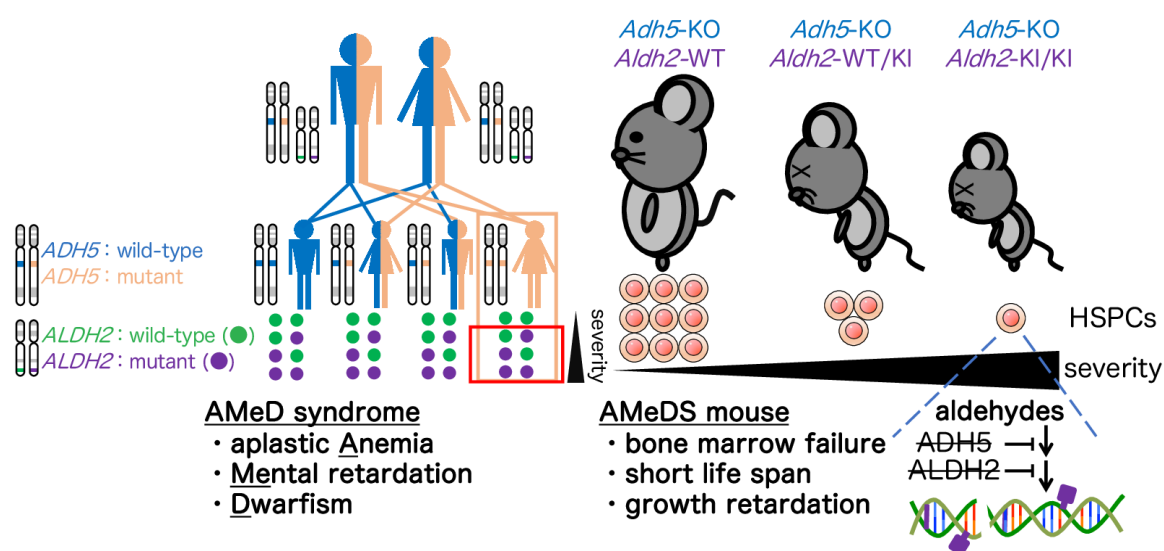 Adh5-KO
Aldh2-WT
Adh5-KO
Aldh2-WT/KI
Adh5-KO
Aldh2-KI/KI
ADH5 : wild-type
ADH5 : mutant
ALDH2 : wild-type (●)
ALDH2 : mutant (●)
severity
HSPCs
severity
AMeD syndrome
・aplastic Anemia
・Mental retardation
・Dwarfism
AMeDS mouse
・bone marrow failure
・short life span
・growth retardation
aldehydes
ADH5
ALDH2